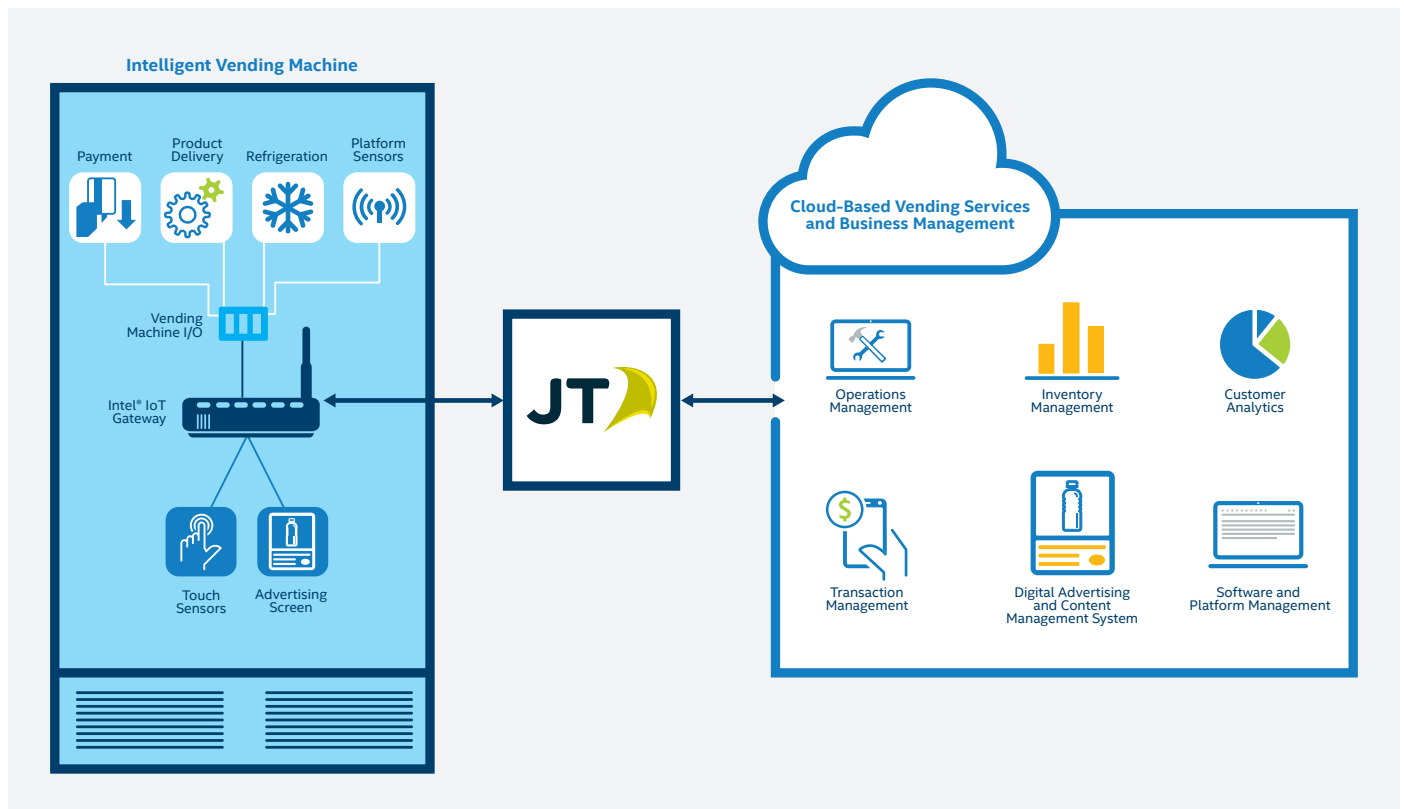 Intelligent Vending Machine
Payment
Product
Delivery
Refrigeration
Platform
Sensors
Vending
Machine I/O
Intel® IoT
Gateway
Touch
Sensors
Advertising
Screen
JT
Cloud-Based Vending Services
and Business Management
Operations
Management
Inventory
Management
Customer
Analytics
$
Transaction
Management
Digital Advertising
and Content
Management System
Software and
Platform Management